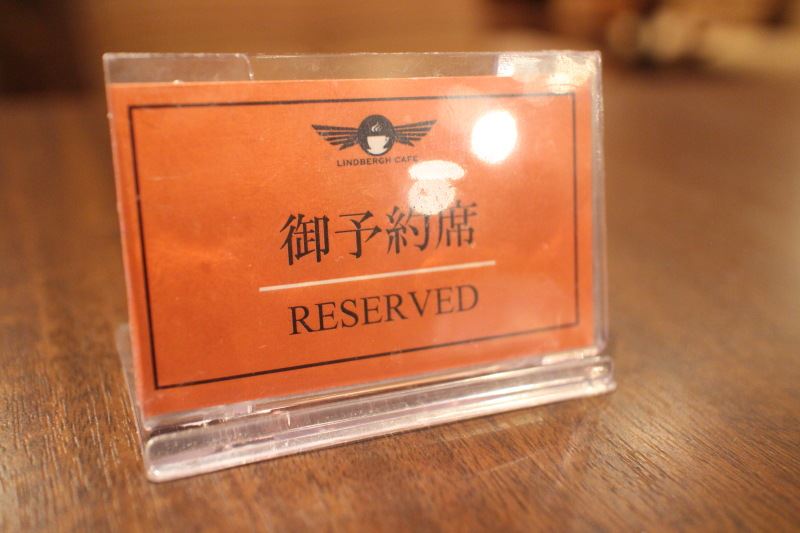 LINDBERGH CAFE
御予約席
RESERVED